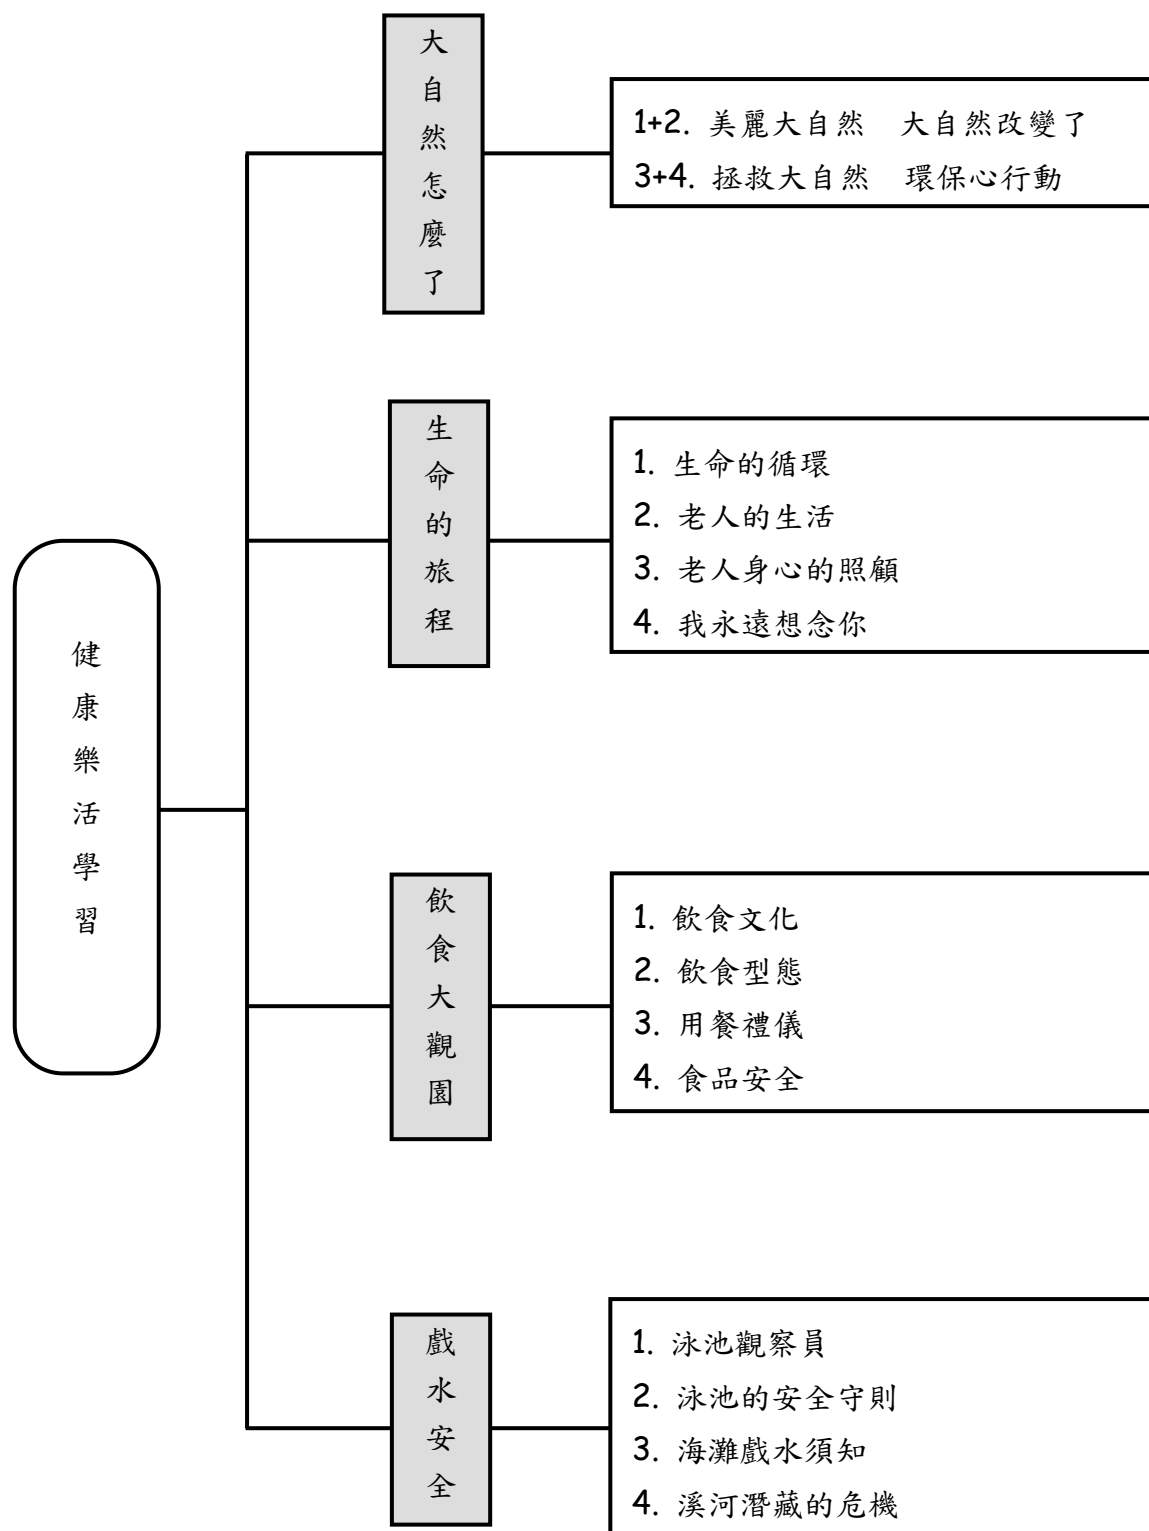 健康樂活學習
大自然怎麼了
1+2. 美麗大自然　大自然改變了
3+4. 拯救大自然　環保心行動
生命的旅程
1. 生命的循環
2. 老人的生活
3. 老人身心的照顧
4. 我永遠想念你
飲食大觀園
1. 飲食文化
2. 飲食型態
3. 用餐禮儀
4. 食品安全
戲水安全
1. 泳池觀察員
2. 泳池的安全守則
3. 海灘戲水須知
4. 溪河潛藏的危機